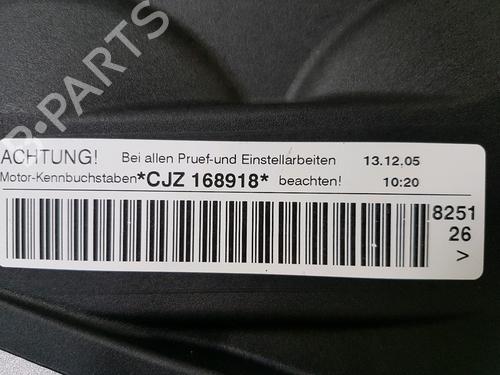 B-PARTS
ACHTUNG! Bei allen Pruef-und Einstellarbeiten 13.12.05
Motor-Kennbuchstaben*CJZ 168918* beachten! 10:20
8251
26
>